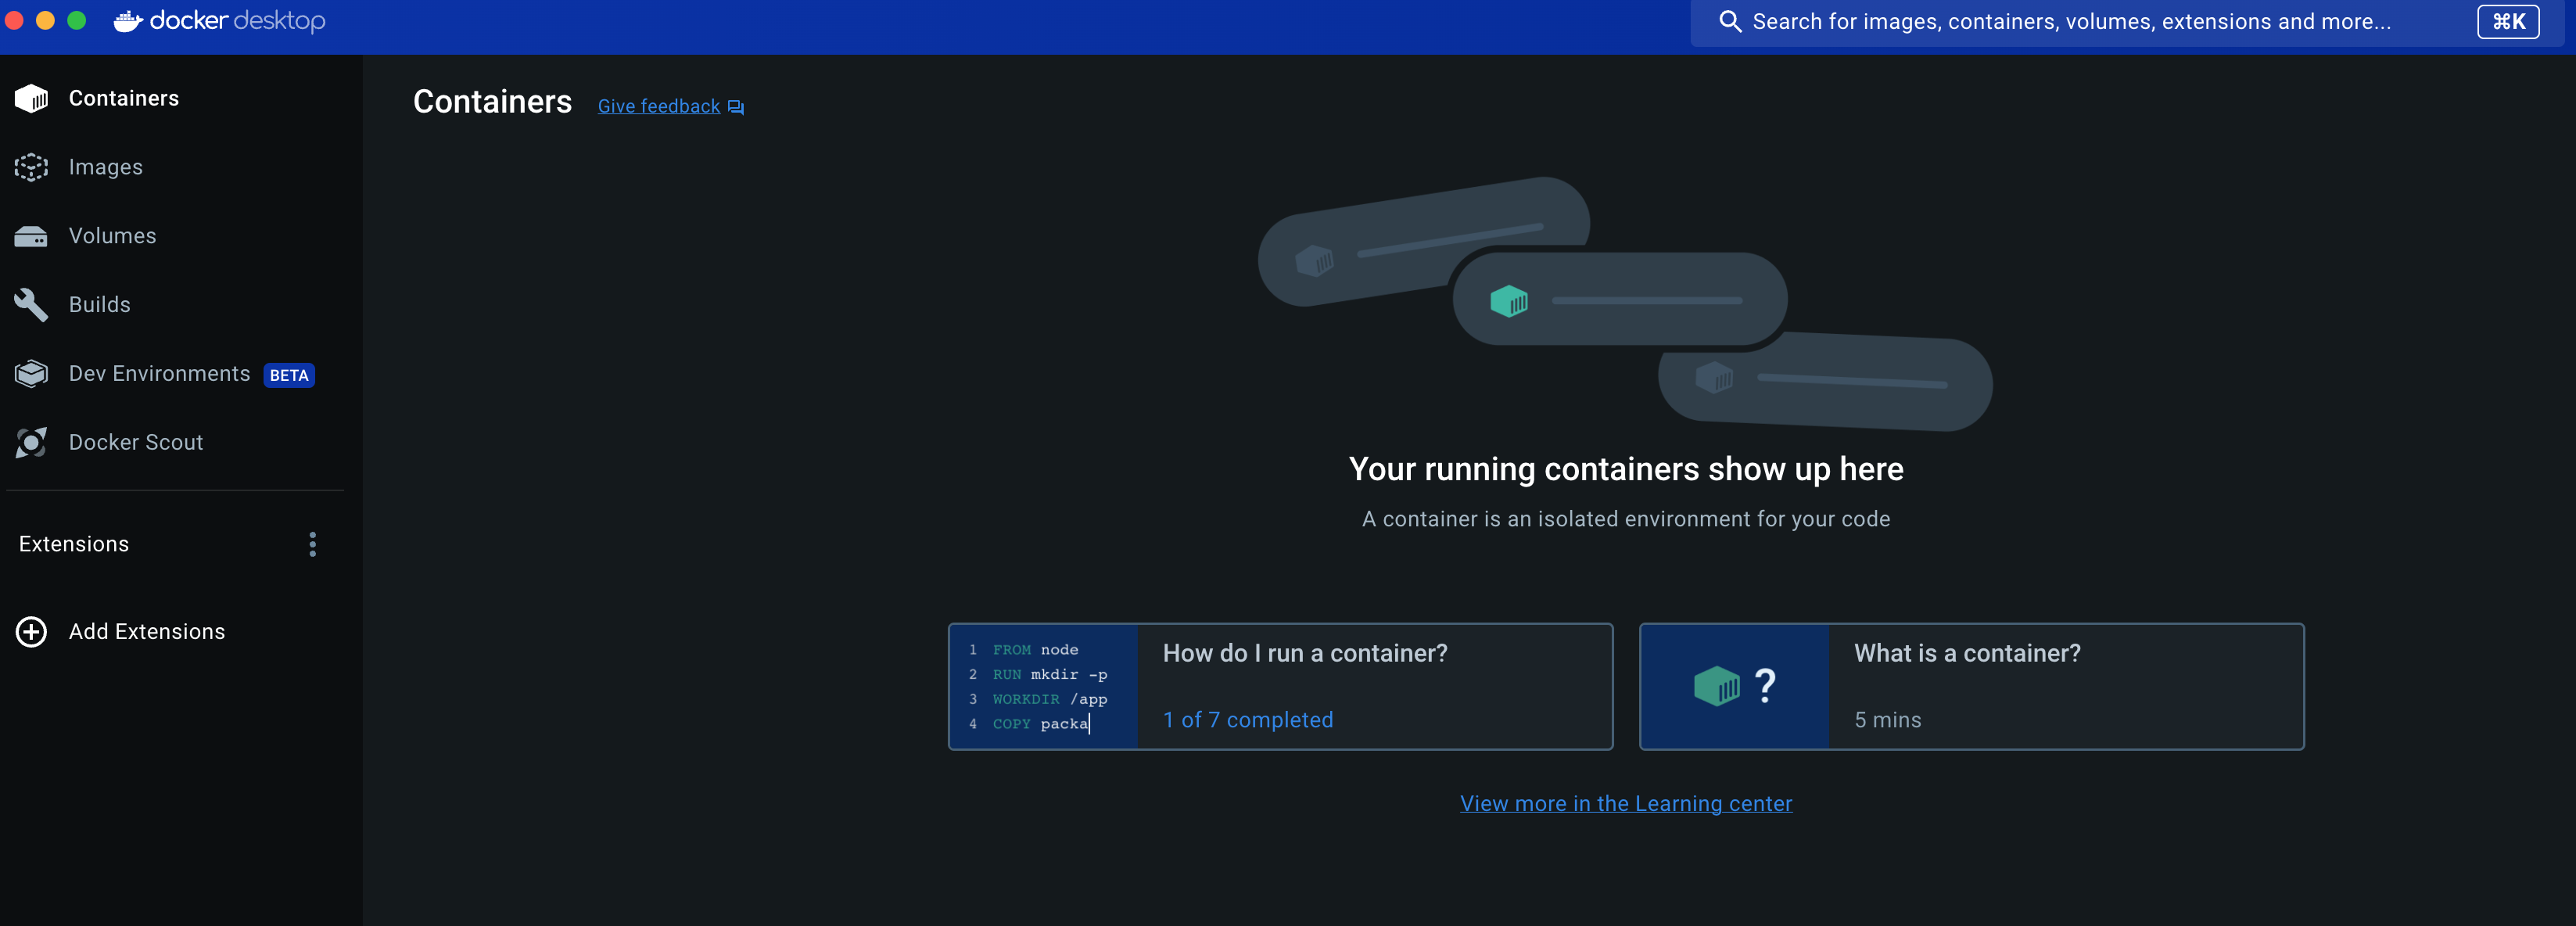 docker desktop
Search for images, containers, volumes, extensions and more...
⌘K
Containers
Images
Volumes
Builds
Dev Environments BETA
Docker Scout
Extensions
Add Extensions
Containers Give feedback
Your running containers show up here
A container is an isolated environment for your code
1 FROM node
2 RUN mkdir -p
3 WORKDIR /app
4 COPY packa
How do I run a container?
1 of 7 completed
?
What is a container?
5 mins
View more in the Learning center